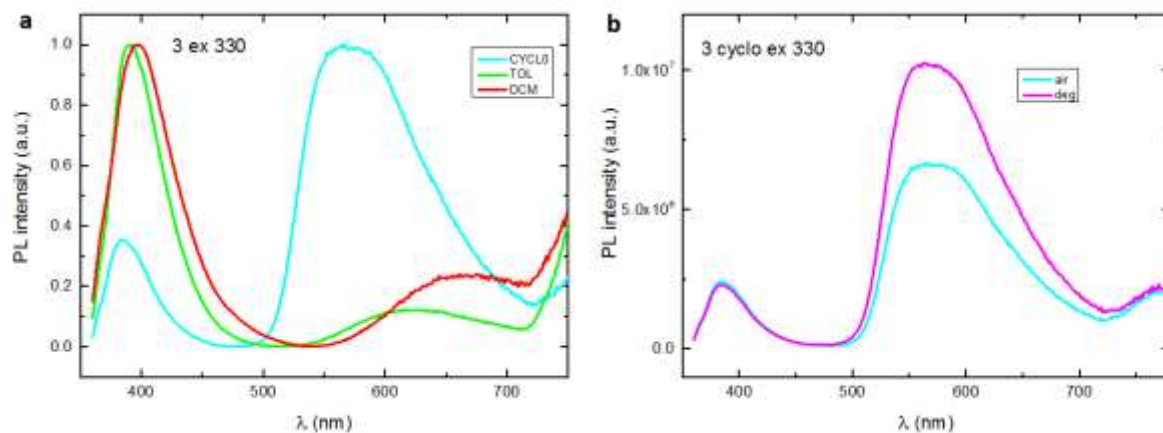 a
3 ex 330
CYCLO
TOL
DCM
PL intensity (a.u.)
1.0
0.8
0.6
0.4
0.2
0.0
400
500
600
700
λ (nm)
b
3 cyclo ex 330
air
deg
PL intensity (a.u.)
1.0x10⁷
5.0x10⁶
0.0
400
500
600
700
λ (nm)